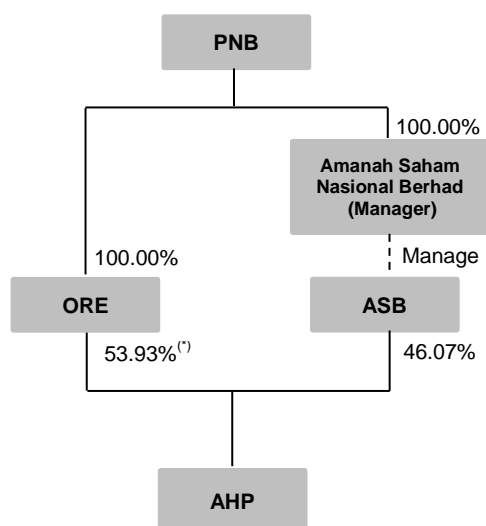 PNB
100.00%
Amanah Saham
Nasional Berhad
(Manager)
100.00%
Manage
ORE
ASB
53.93%(*)
46.07%
AHP